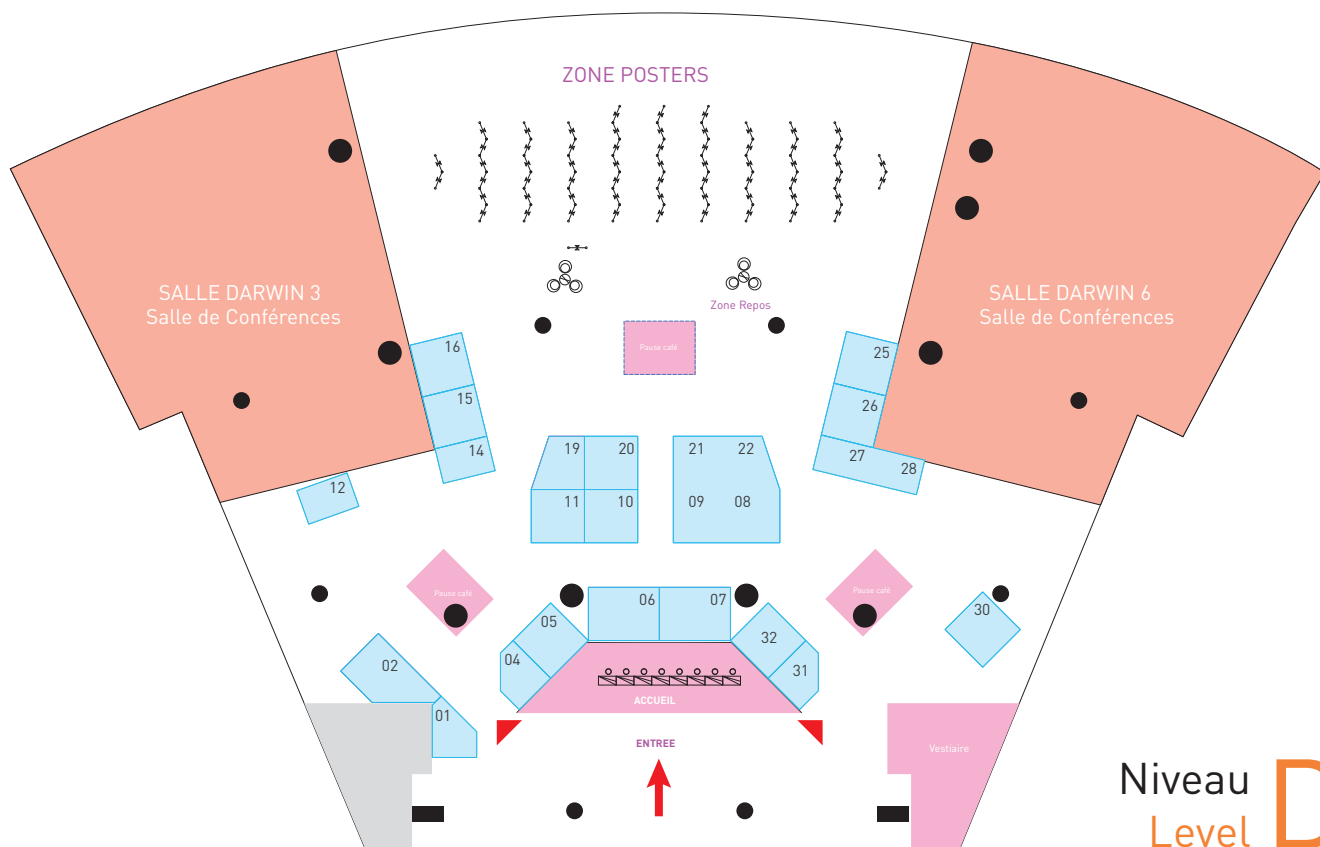 ZONE POSTERS
SALLE DARWIN 3
Salle de Conférences
SALLE DARWIN 6
Salle de Conférences
Zone Repos
Pause café
16
25
15
26
14
27
28
12
19
20
21
22
11
10
09
08
Pause café
Pause café
06
07
05
32
30
04
31
02
01
ACCUEIL
ENTREE
Vestiaire
Niveau
Level
D